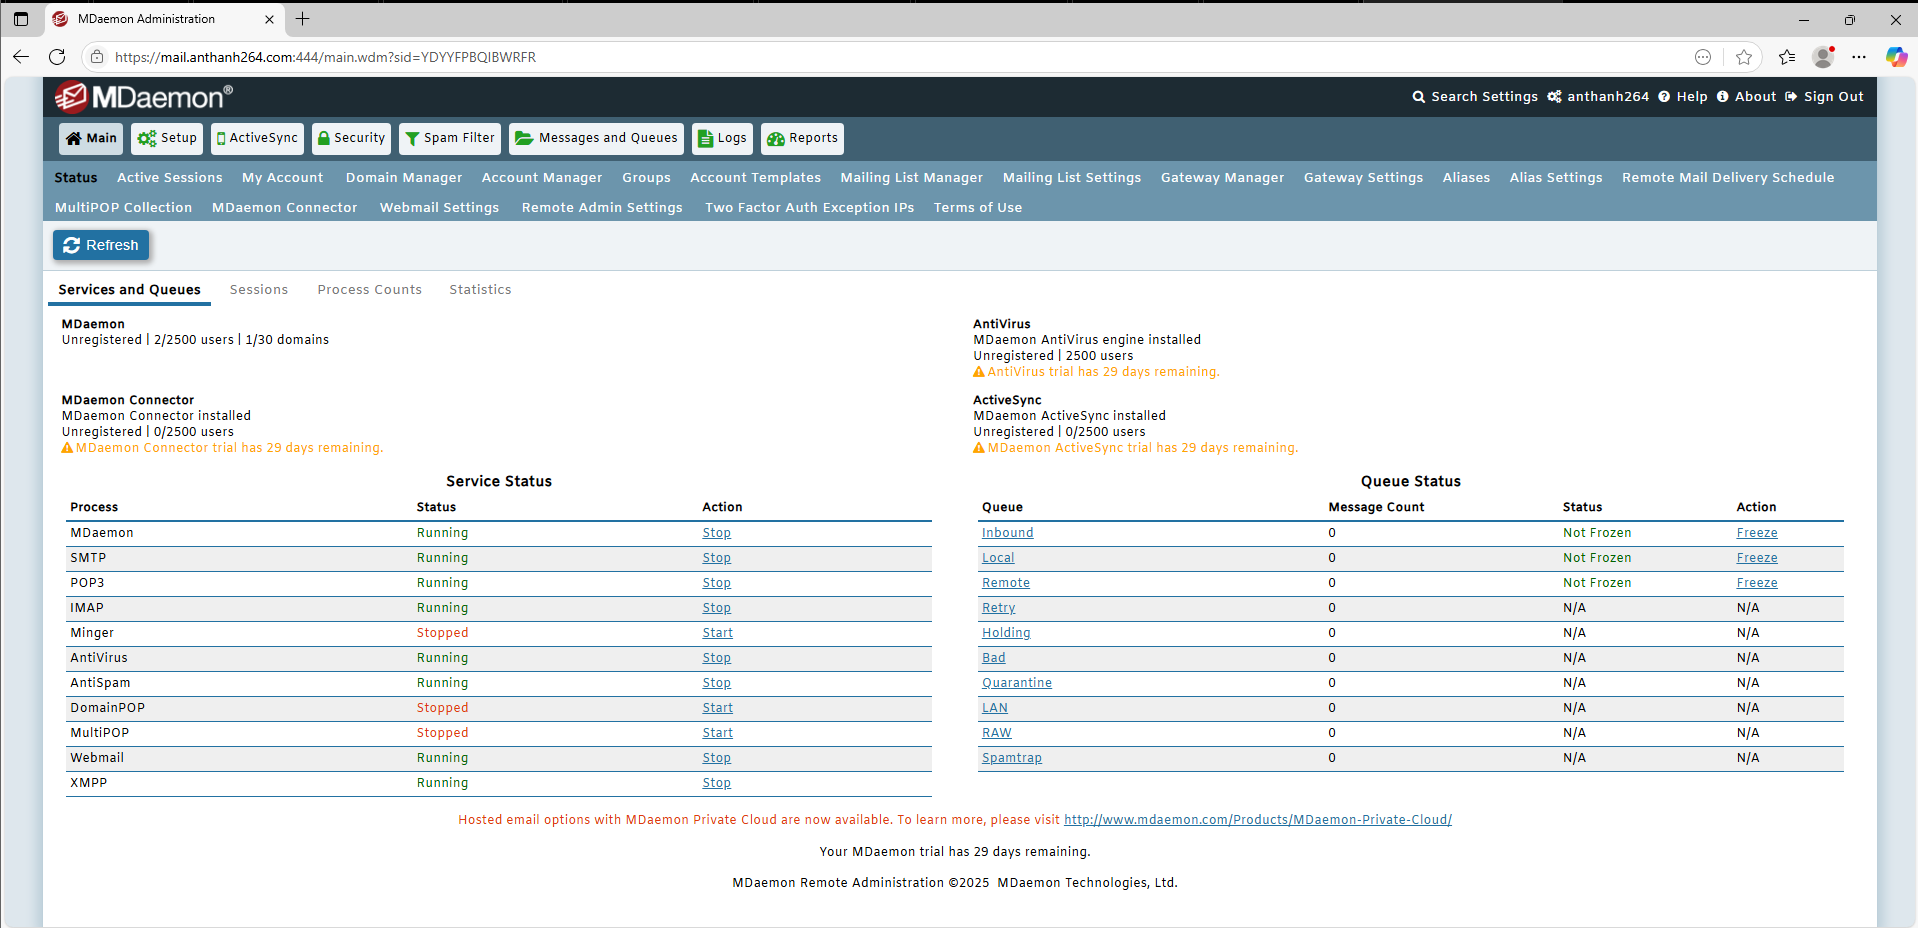 MDaemon Administration
https://mail.anthanh264.com:444/main.wdm?sid=YDYYFPBQIBWRFR
MDaemon®
Search Settings anthanh264 Help About Sign Out
Main Setup ActiveSync Security Spam Filter Messages and Queues Logs Reports
Status Active Sessions My Account Domain Manager Account Manager Groups Account Templates Mailing List Manager Mailing List Settings Gateway Manager Gateway Settings Aliases Alias Settings Remote Mail Delivery Schedule
MultiPOP Collection MDaemon Connector Webmail Settings Remote Admin Settings Two Factor Auth Exception IPs Terms of Use
Refresh
Services and Queues Sessions Process Counts Statistics
MDaemon
Unregistered | 2/2500 users | 1/30 domains
AntiVirus
MDaemon AntiVirus engine installed
Unregistered | 2500 users
AntiVirus trial has 29 days remaining.
MDaemon Connector
MDaemon Connector installed
Unregistered | 0/2500 users
MDaemon Connector trial has 29 days remaining.
ActiveSync
MDaemon ActiveSync installed
Unregistered | 0/2500 users
MDaemon ActiveSync trial has 29 days remaining.
Service Status
Process Status Action
MDaemon Running Stop
SMTP Running Stop
POP3 Running Stop
IMAP Running Stop
Minger Stopped Start
AntiVirus Running Stop
AntiSpam Running Stop
DomainPOP Stopped Start
MultiPOP Stopped Start
Webmail Running Stop
XMPP Running Stop
Queue Status
Queue Message Count Status Action
Inbound 0 Not Frozen Freeze
Local 0 Not Frozen Freeze
Remote 0 Not Frozen Freeze
Retry 0 N/A N/A
Holding 0 N/A N/A
Bad 0 N/A N/A
Quarantine 0 N/A N/A
LAN 0 N/A N/A
RAW 0 N/A N/A
Spamtrap 0 N/A N/A
Hosted email options with MDaemon Private Cloud are now available. To learn more, please visit http://www.mdaemon.com/Products/MDaemon-Private-Cloud/
Your MDaemon trial has 29 days remaining.
MDaemon Remote Administration ©2025 MDaemon Technologies, Ltd.